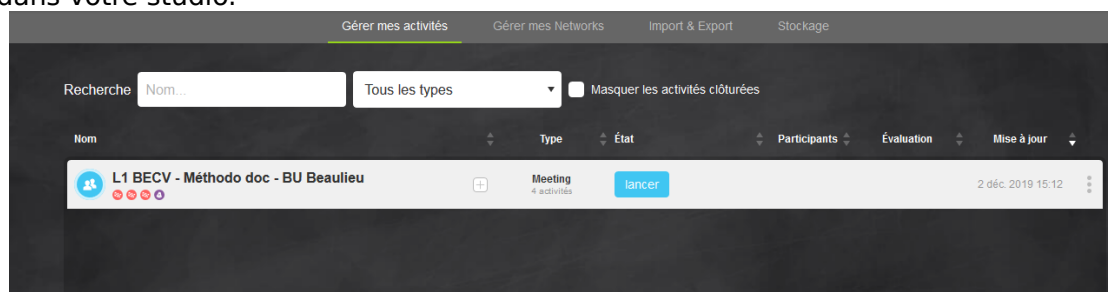 dans votre studio.
Gérer mes activités Gérer mes Networks Import & Export Stockage
Recherche Nom... Tous les types Masquer les activités clôturées
Nom Type État Participants Évaluation Mise à jour
L1 BECV - Méthodo doc - BU Beaulieu Meeting lancer 2 déc. 2019 15:12
4 activités